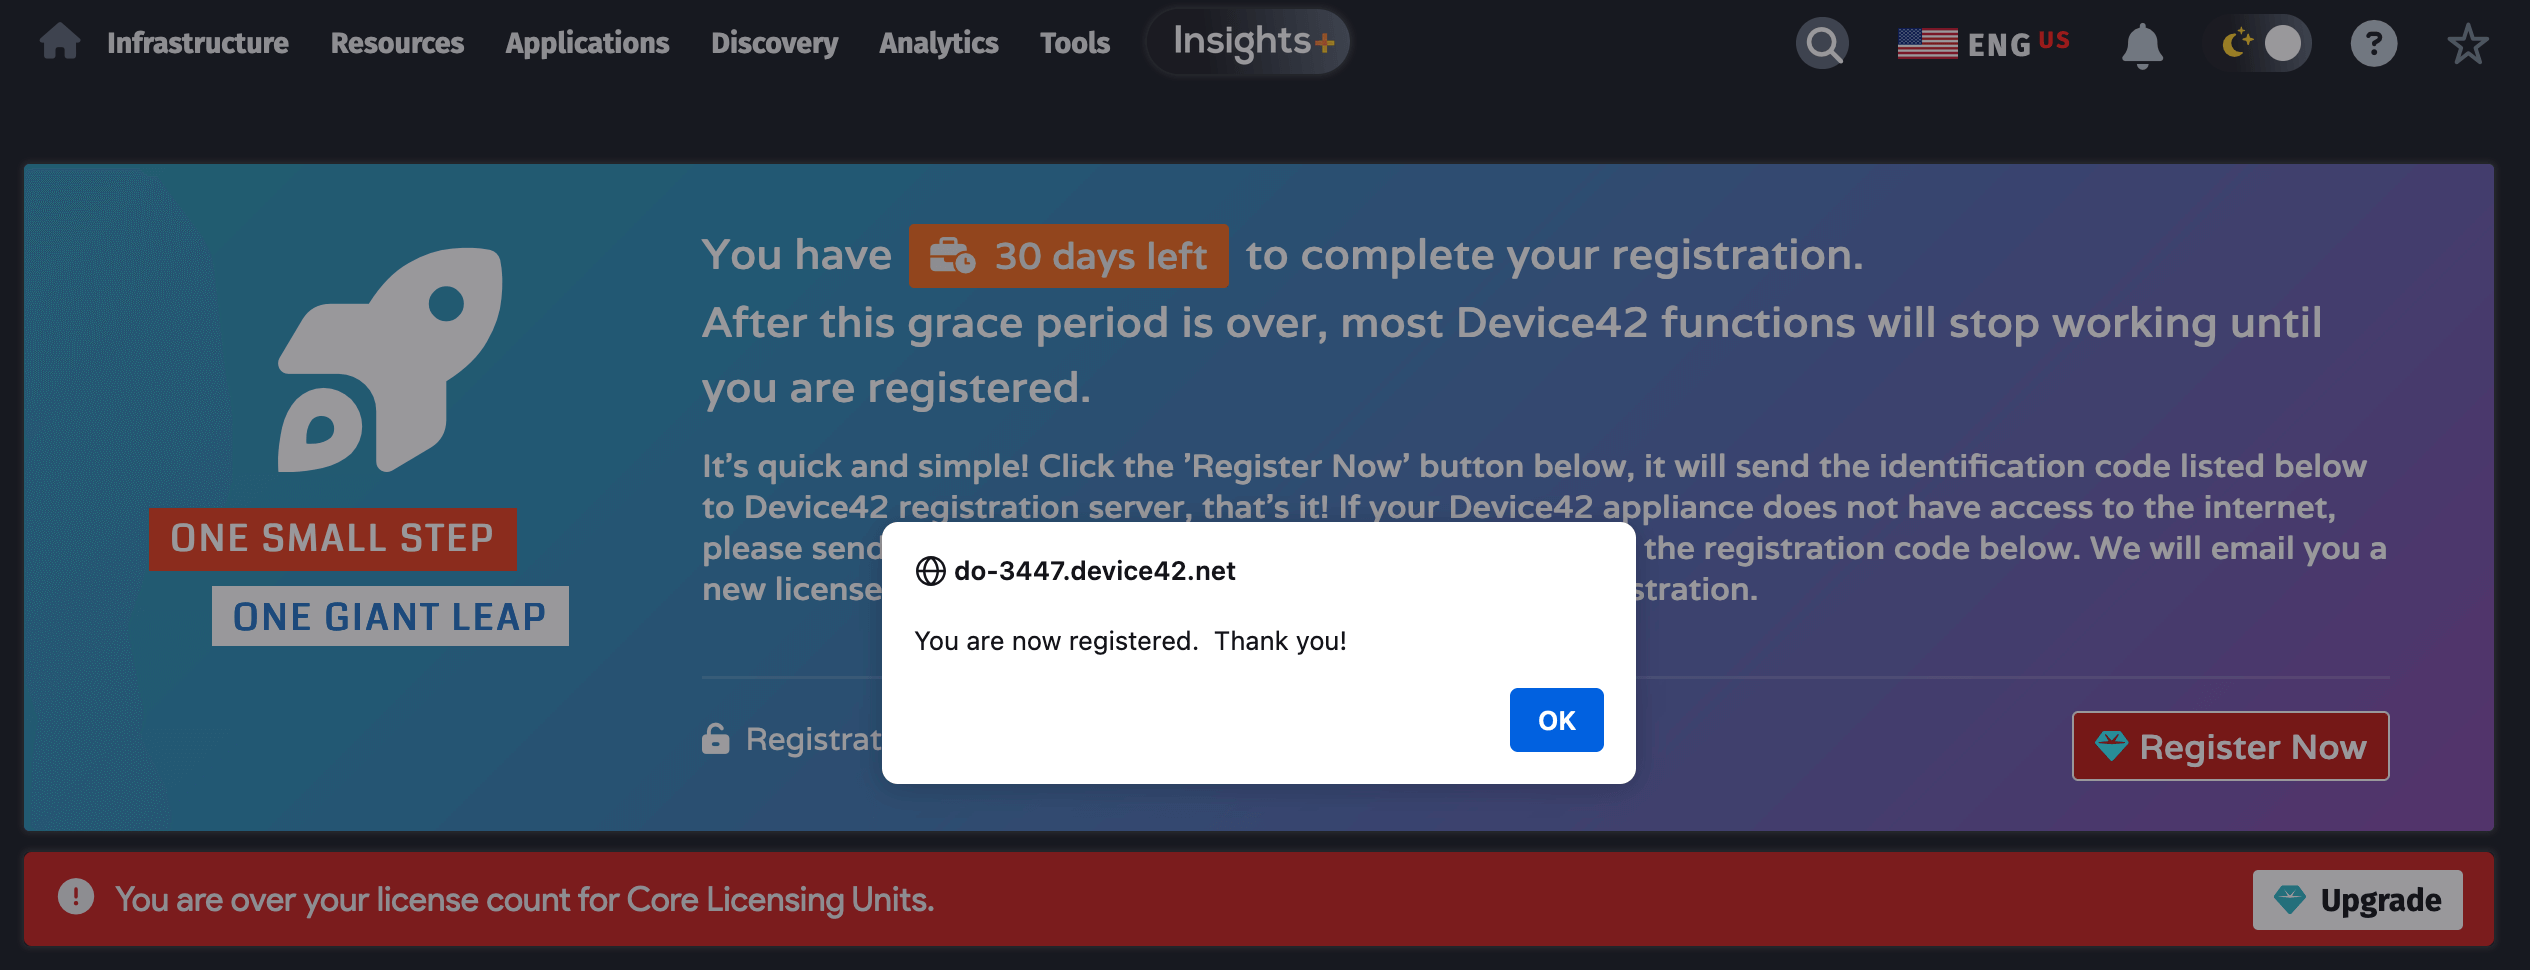 Infrastructure Resources Applications Discovery Analytics Tools Insights+ ENG US ?
You have 30 days left to complete your registration.
After this grace period is over, most Device42 functions will stop working until
you are registered.
It's quick and simple! Click the 'Register Now' button below, it will send the identification code listed below
to Device42 registration server, that's it! If your Device42 appliance does not have access to the internet,
please send the registration code below. We will email you a
new license stration.
ONE SMALL STEP
ONE GIANT LEAP
do-3447.device42.net
You are now registered. Thank you!
OK
Registrat
Register Now
! You are over your license count for Core Licensing Units.
Upgrade